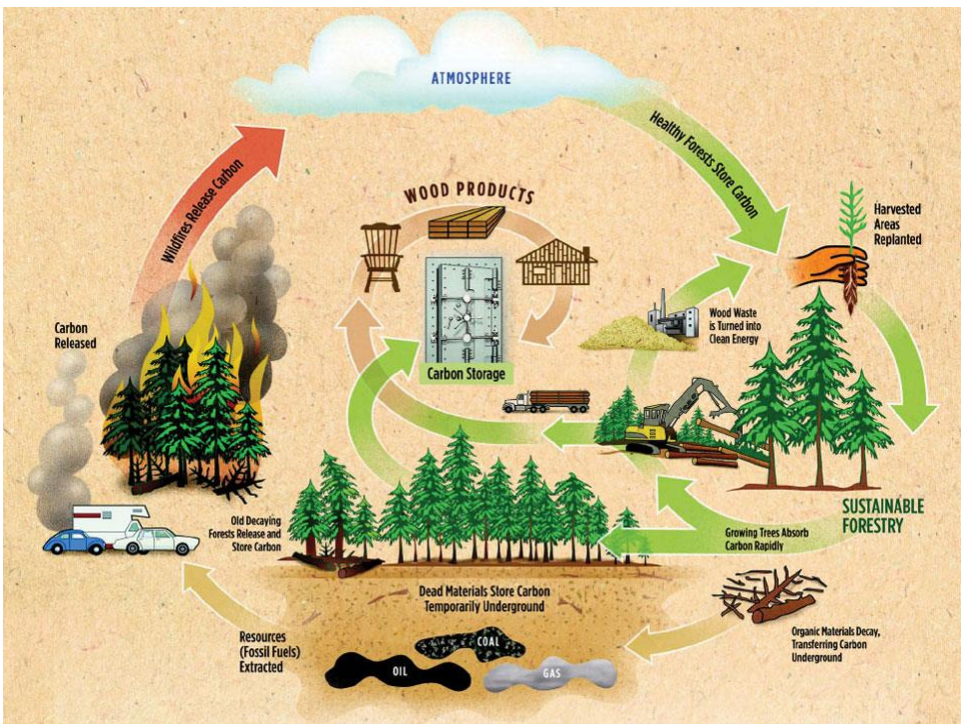 ATMOSPHERE
Wildfires Release Carbon
Healthy Forests Store Carbon
WOOD PRODUCTS
Harvested
Areas
Replanted
Carbon
Released
Wood Waste
is Turned into
Clean Energy
Carbon Storage
SUSTAINABLE
FORESTRY
Old Decaying
Forests Release and
Store Carbon
Growing Trees Absorb
Carbon Rapidly
Dead Materials Store Carbon
Temporarily Underground
Organic Materials Decay,
Transferring Carbon
Underground
Resources
(Fossil Fuels)
Extracted
COAL
OIL
GAS